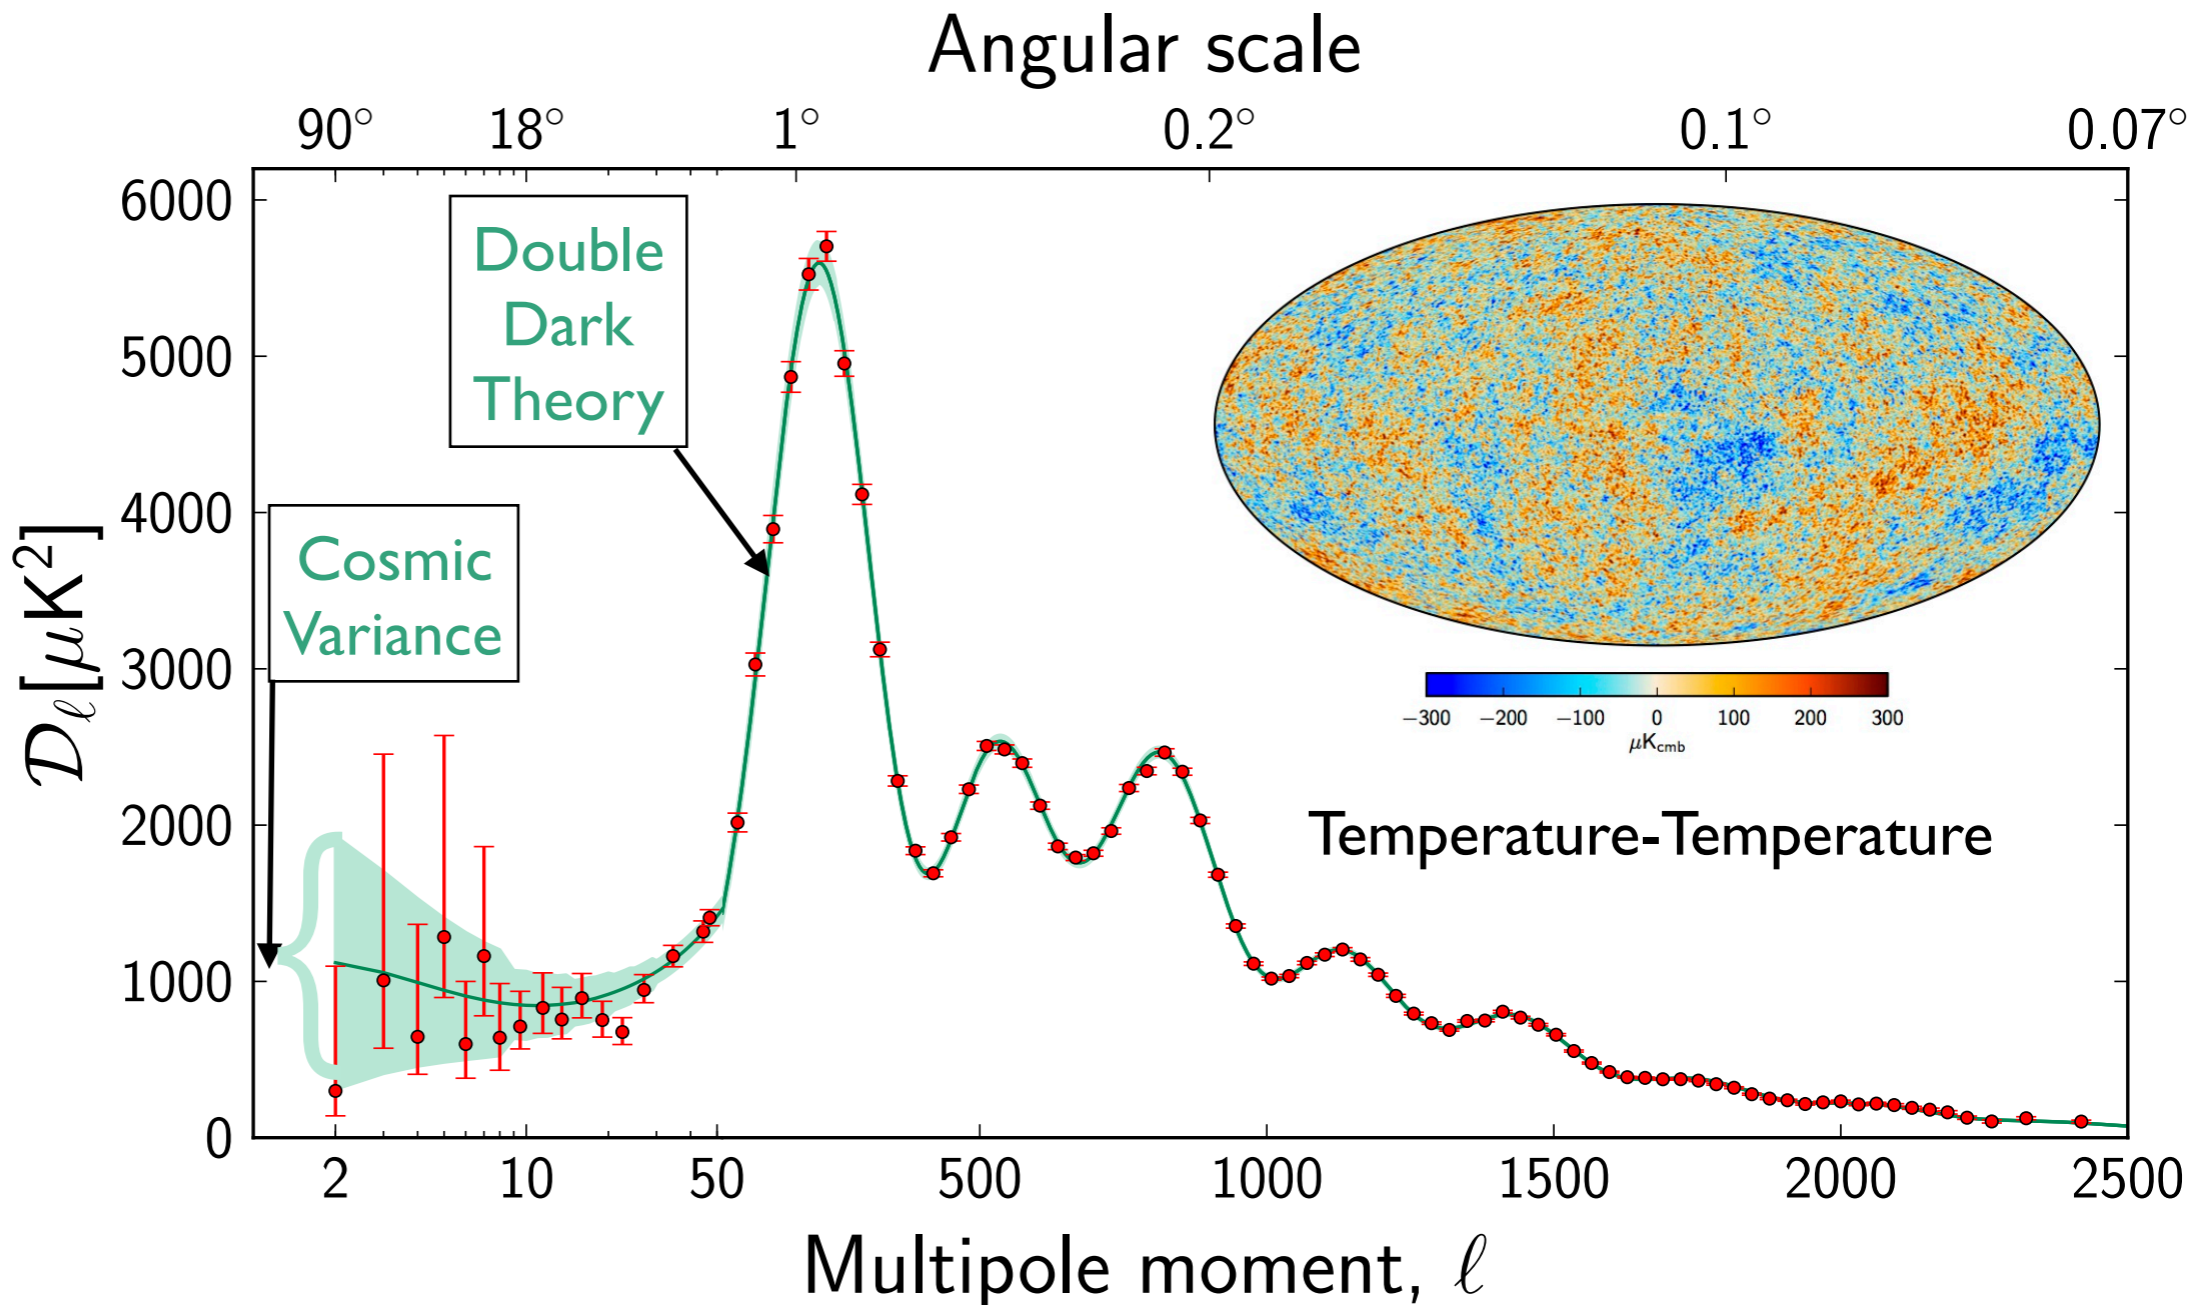 Angular scale
90° 18° 1° 0.2° 0.1° 0.07°
6000
5000
4000
3000
2000
1000
0
𝒟ℓ[μK²]
Double
Dark
Theory
Cosmic
Variance
−300 −200 −100 0 100 200 300
μK_cmb
Temperature-Temperature
2 10 50 500 1000 1500 2000 2500
Multipole moment, ℓ